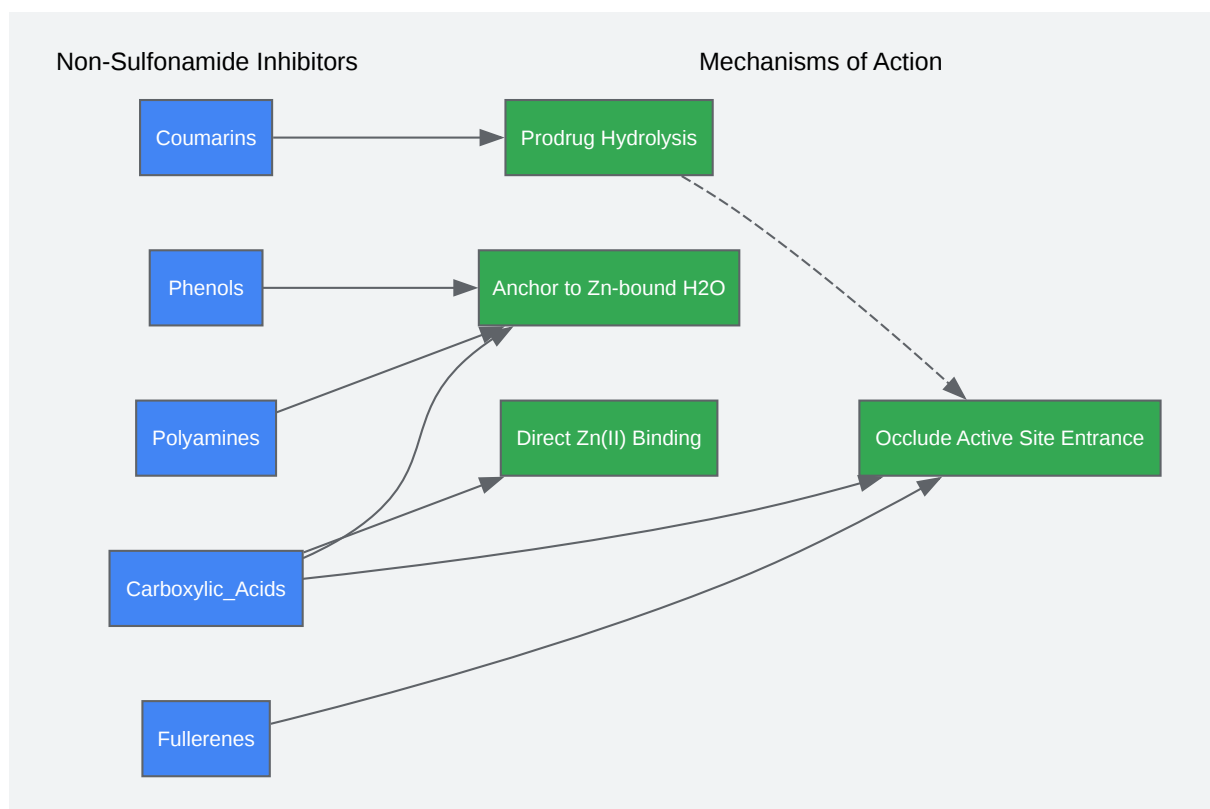 Non-Sulfonamide Inhibitors
Mechanisms of Action
Coumarins
Prodrug Hydrolysis
Phenols
Anchor to Zn-bound H2O
Polyamines
Direct Zn(II) Binding
Occlude Active Site Entrance
Carboxylic_Acids
Fullerenes